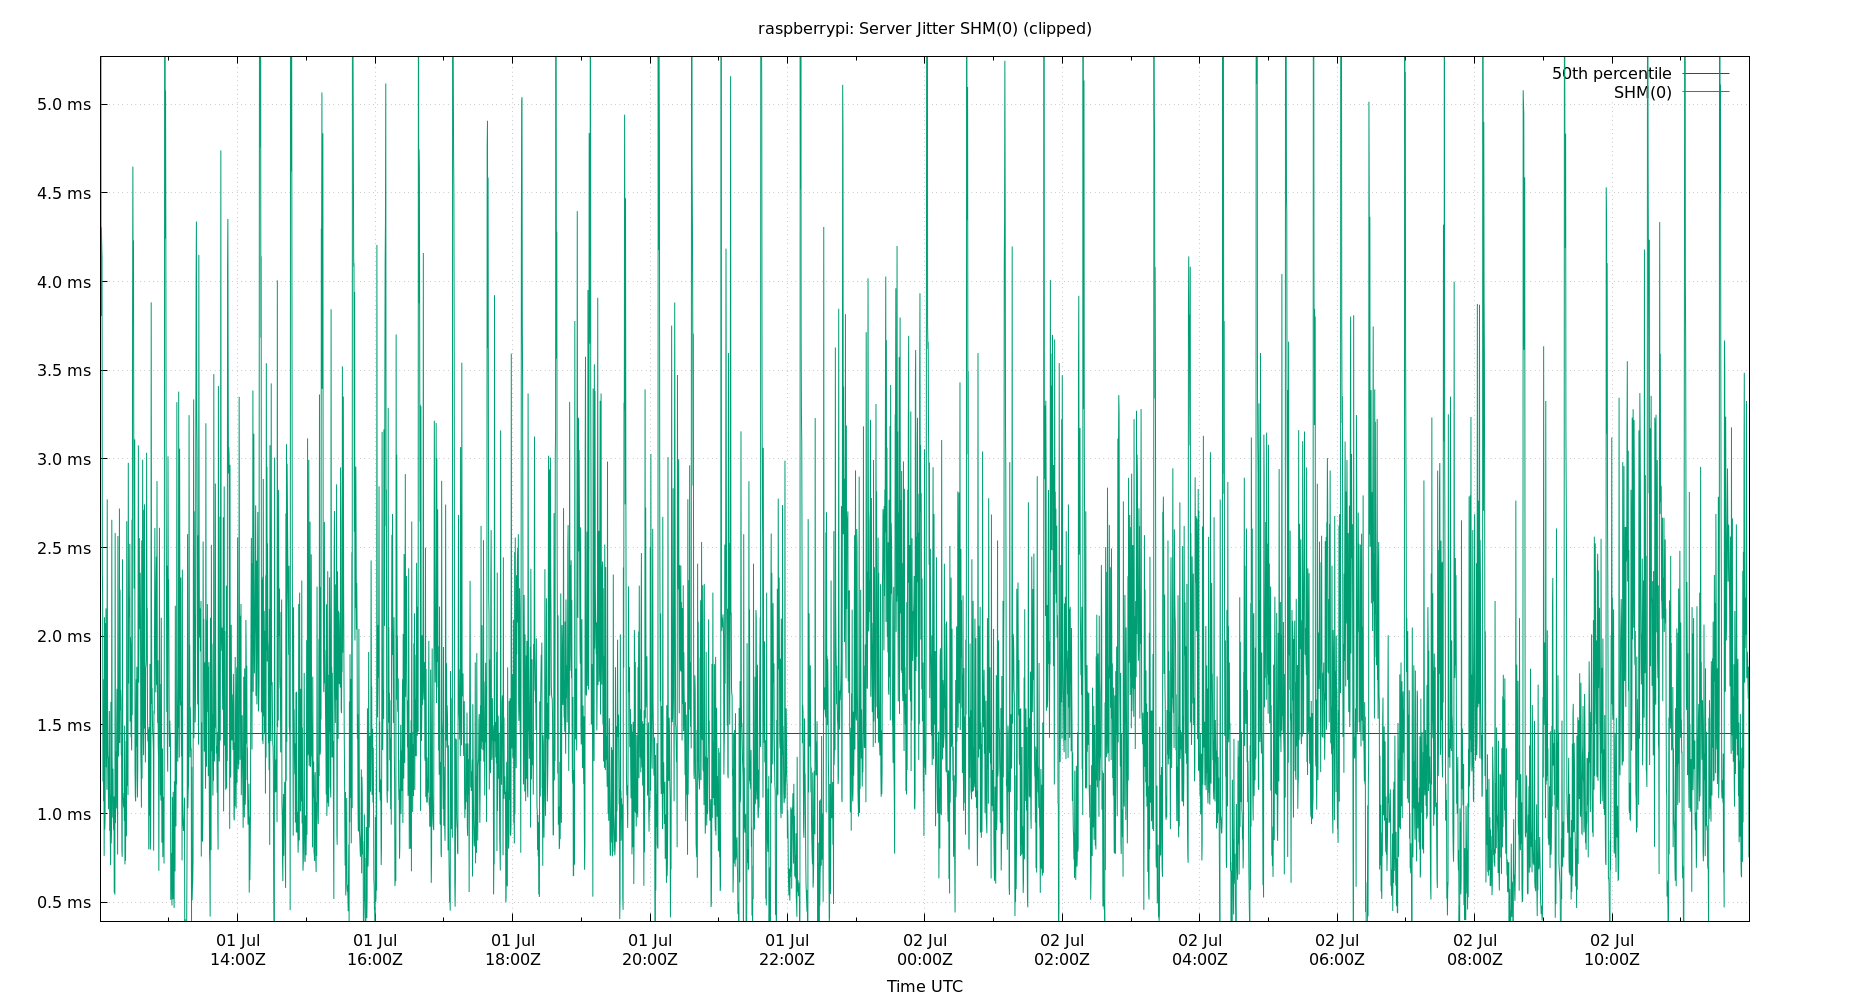 raspberrypi: Server Jitter SHM(0) (clipped)
50th percentile
SHM(0)
5.0 ms
4.5 ms
4.0 ms
3.5 ms
3.0 ms
2.5 ms
2.0 ms
1.5 ms
1.0 ms
0.5 ms
01 Jul 01 Jul 01 Jul 01 Jul 01 Jul 02 Jul 02 Jul 02 Jul 02 Jul 02 Jul 02 Jul
14:00Z 16:00Z 18:00Z 20:00Z 22:00Z 00:00Z 02:00Z 04:00Z 06:00Z 08:00Z 10:00Z
Time UTC